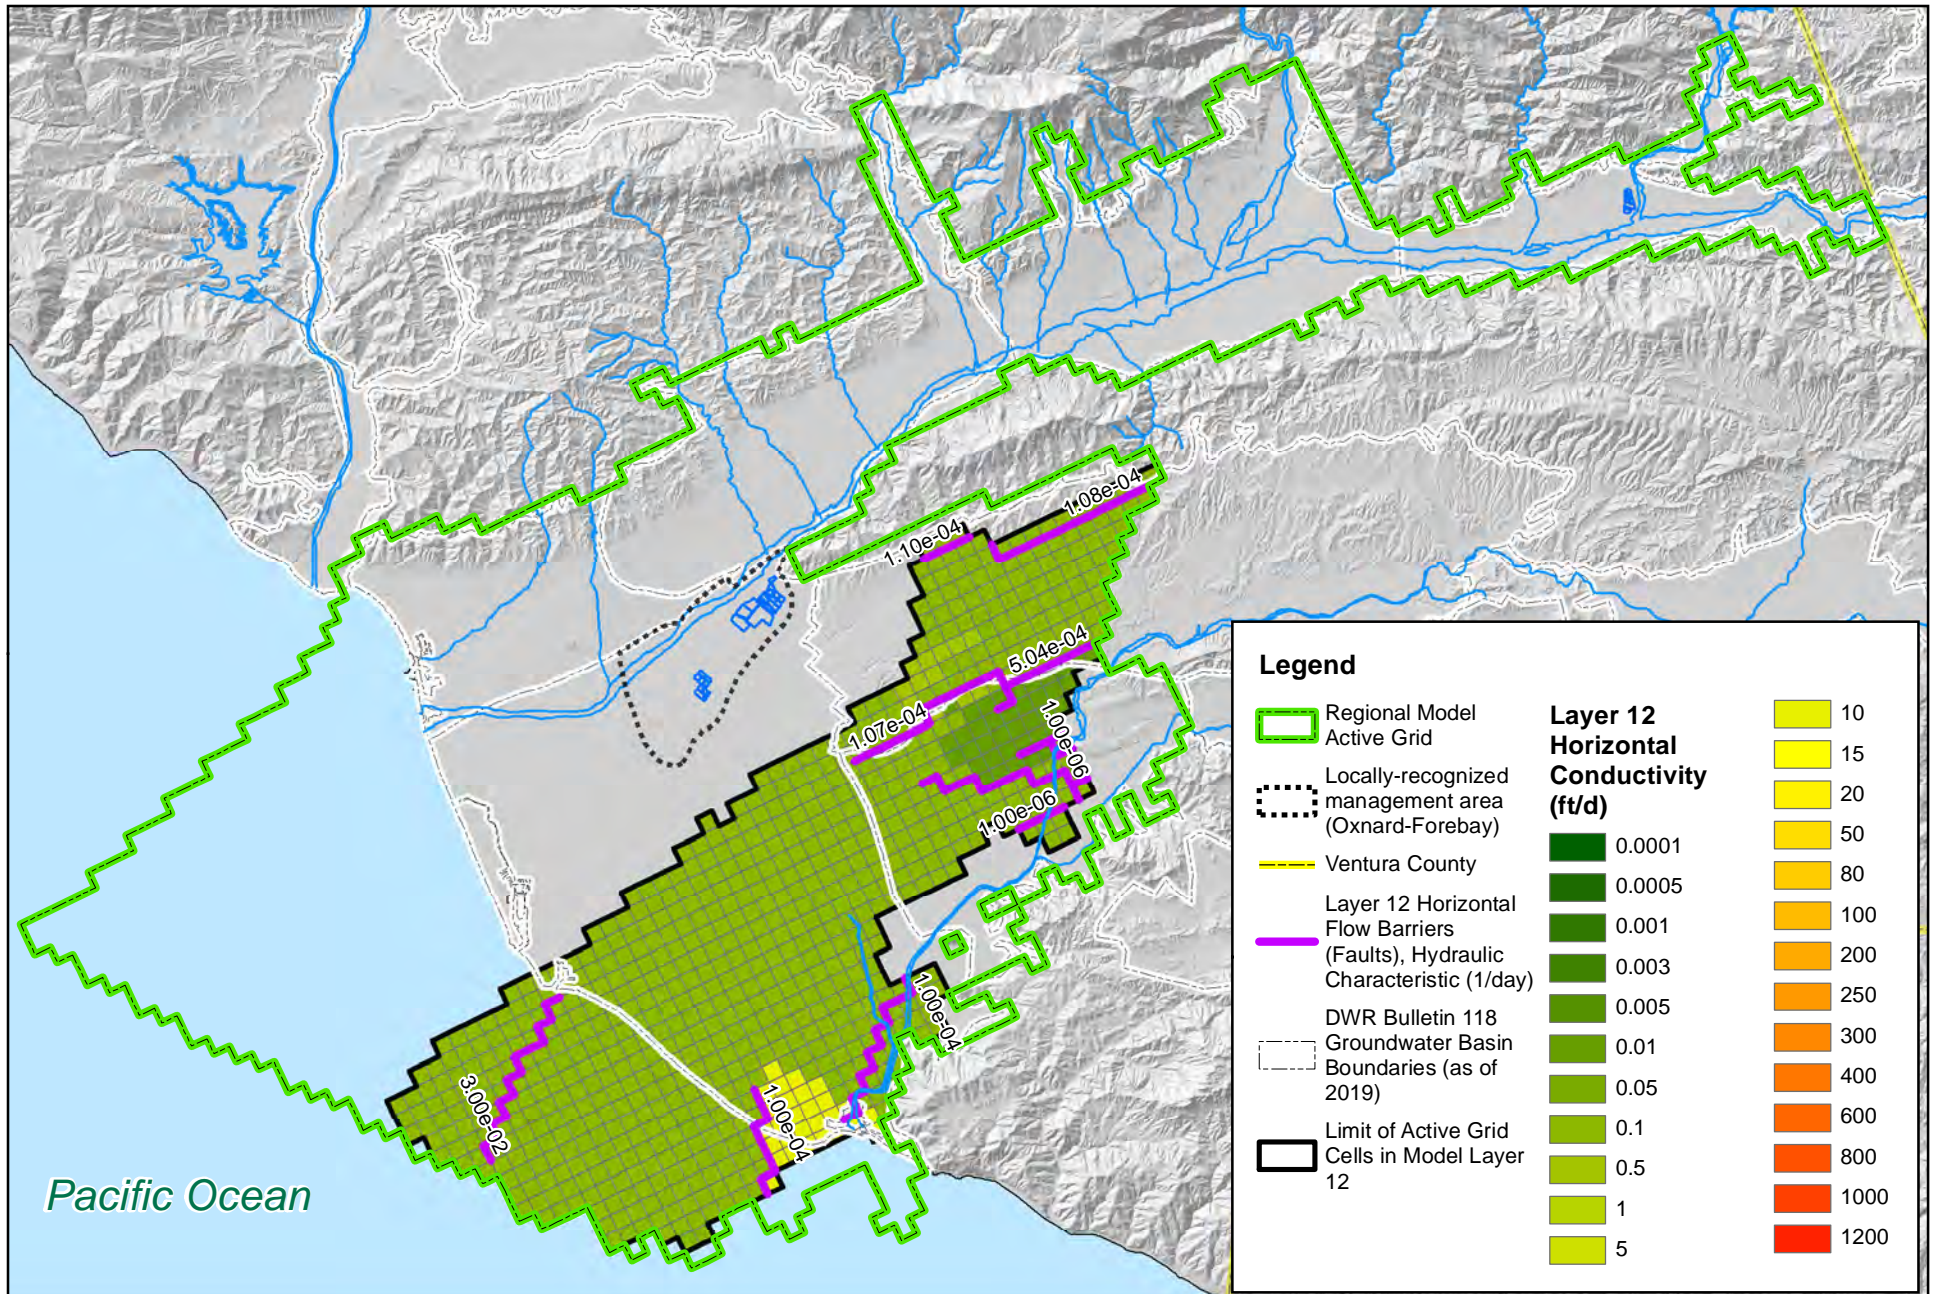 1.08e-04
1.10e-04
5.04e-04
1.07e-04
1.00e-06
1.00e-06
1.00e-04
3.00e-02
1.00e-04
Pacific Ocean
Legend
Regional Model
Active Grid
Locally-recognized
management area
(Oxnard-Forebay)
Ventura County
Layer 12 Horizontal
Flow Barriers
(Faults), Hydraulic
Characteristic (1/day)
DWR Bulletin 118
Groundwater Basin
Boundaries (as of
2019)
Limit of Active Grid
Cells in Model Layer
12
Layer 12
Horizontal
Conductivity
(ft/d)
0.0001
0.0005
0.001
0.003
0.005
0.01
0.05
0.1
0.5
1
5
10
15
20
50
80
100
200
250
300
400
600
800
1000
1200